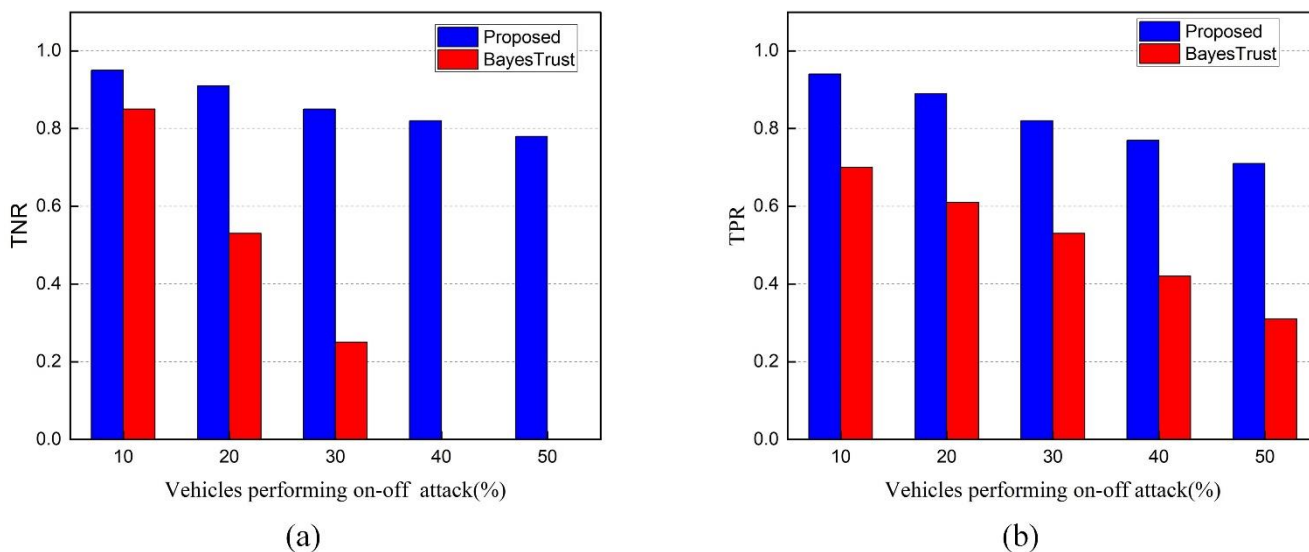 Proposed
BayesTrust
1.0
0.8
0.6
0.4
0.2
0.0
TNR
10 20 30 40 50
Vehicles performing on-off attack(%)
(a)
Proposed
BayesTrust
1.0
0.8
0.6
0.4
0.2
0.0
TPR
10 20 30 40 50
Vehicles performing on-off attack(%)
(b)